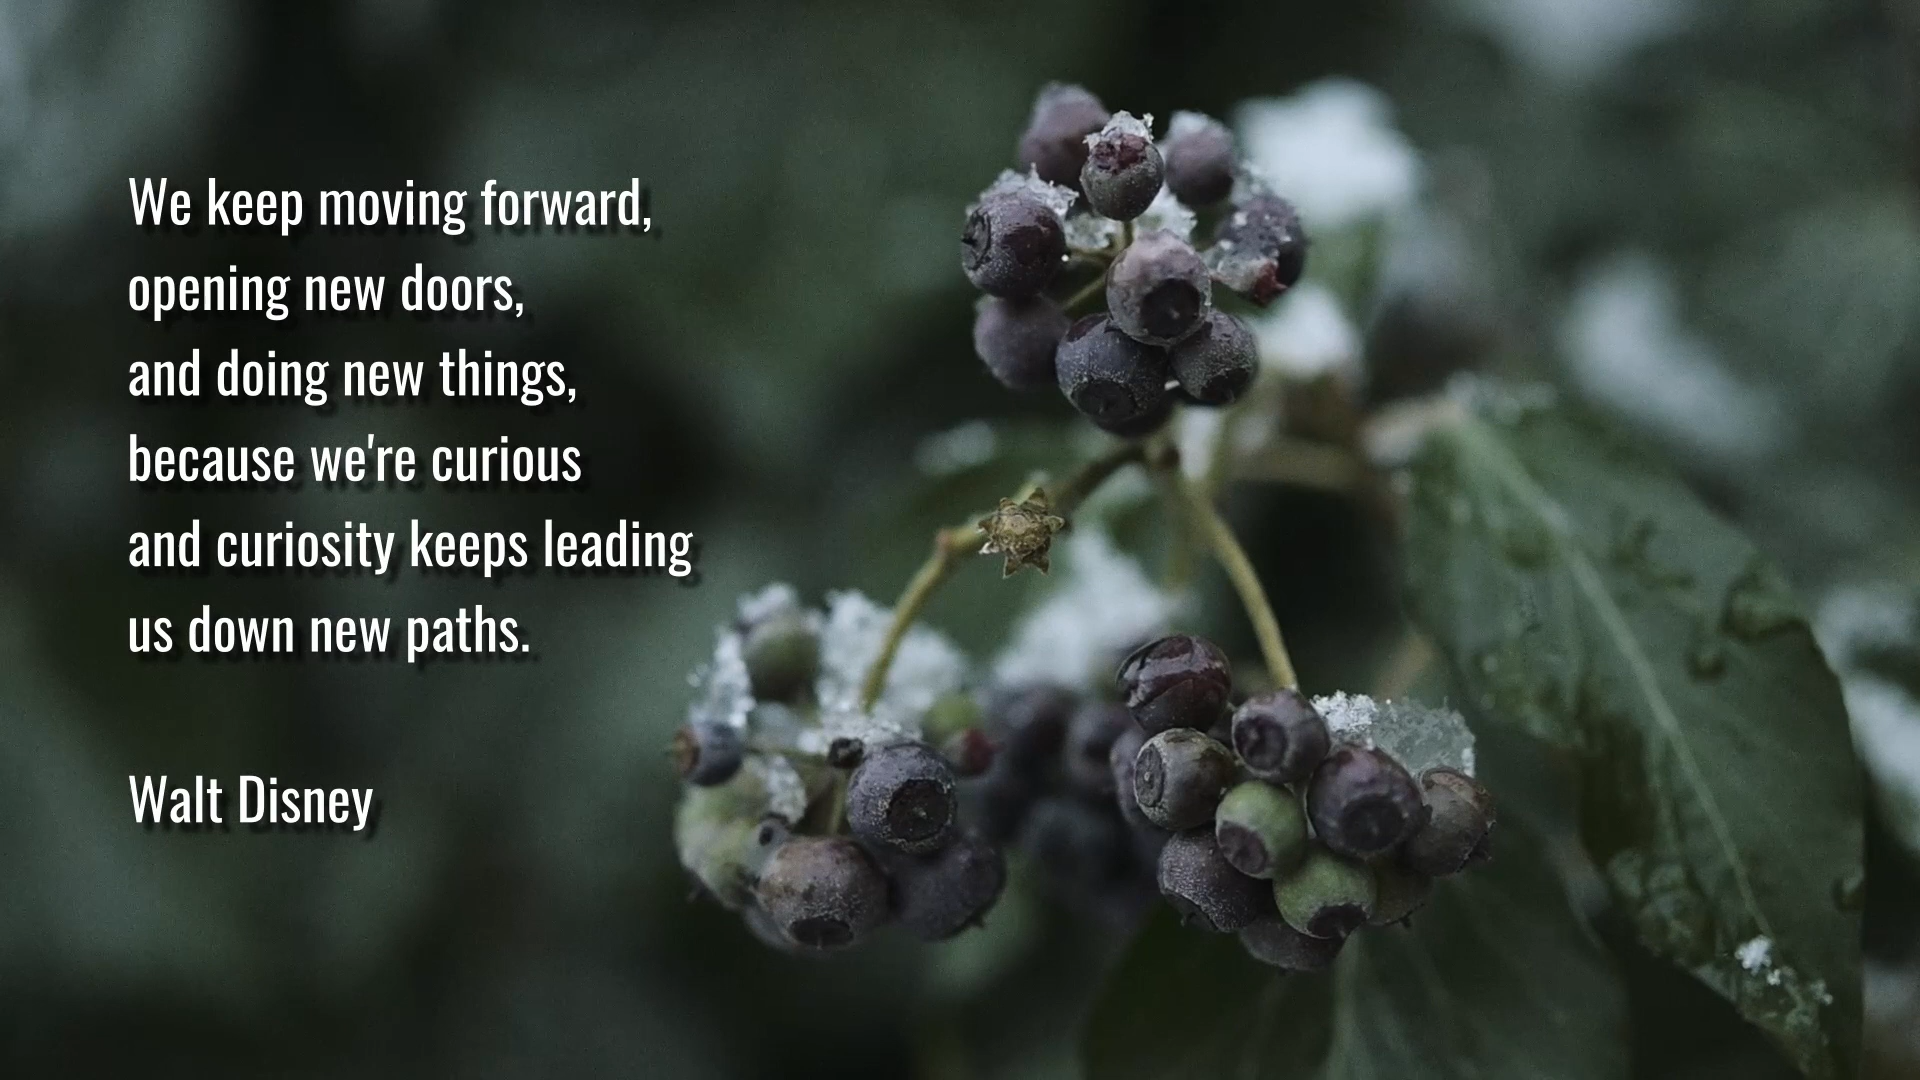 We keep moving forward,
opening new doors,
and doing new things,
because we're curious
and curiosity keeps leading
us down new paths.
Walt Disney